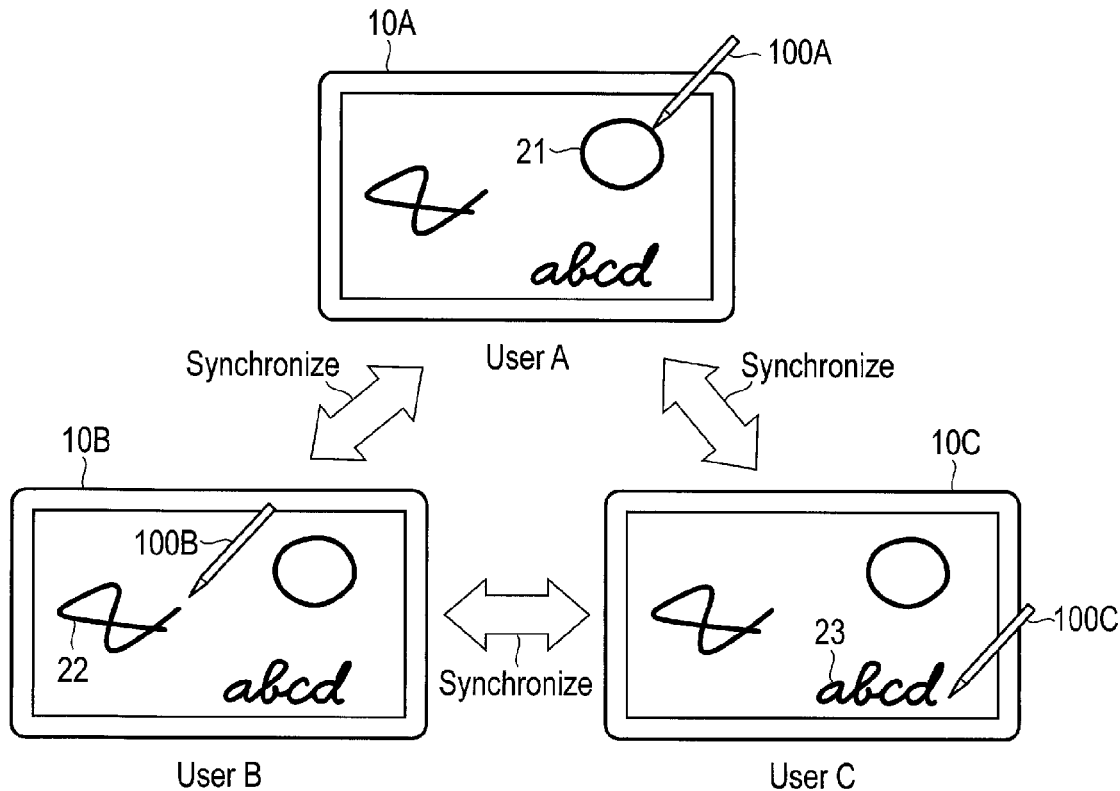 10A
100A
21
abcd
User A
Synchronize
Synchronize
10B
10C
100B
100C
22
23
abcd
Synchronize
abcd
User B
User C